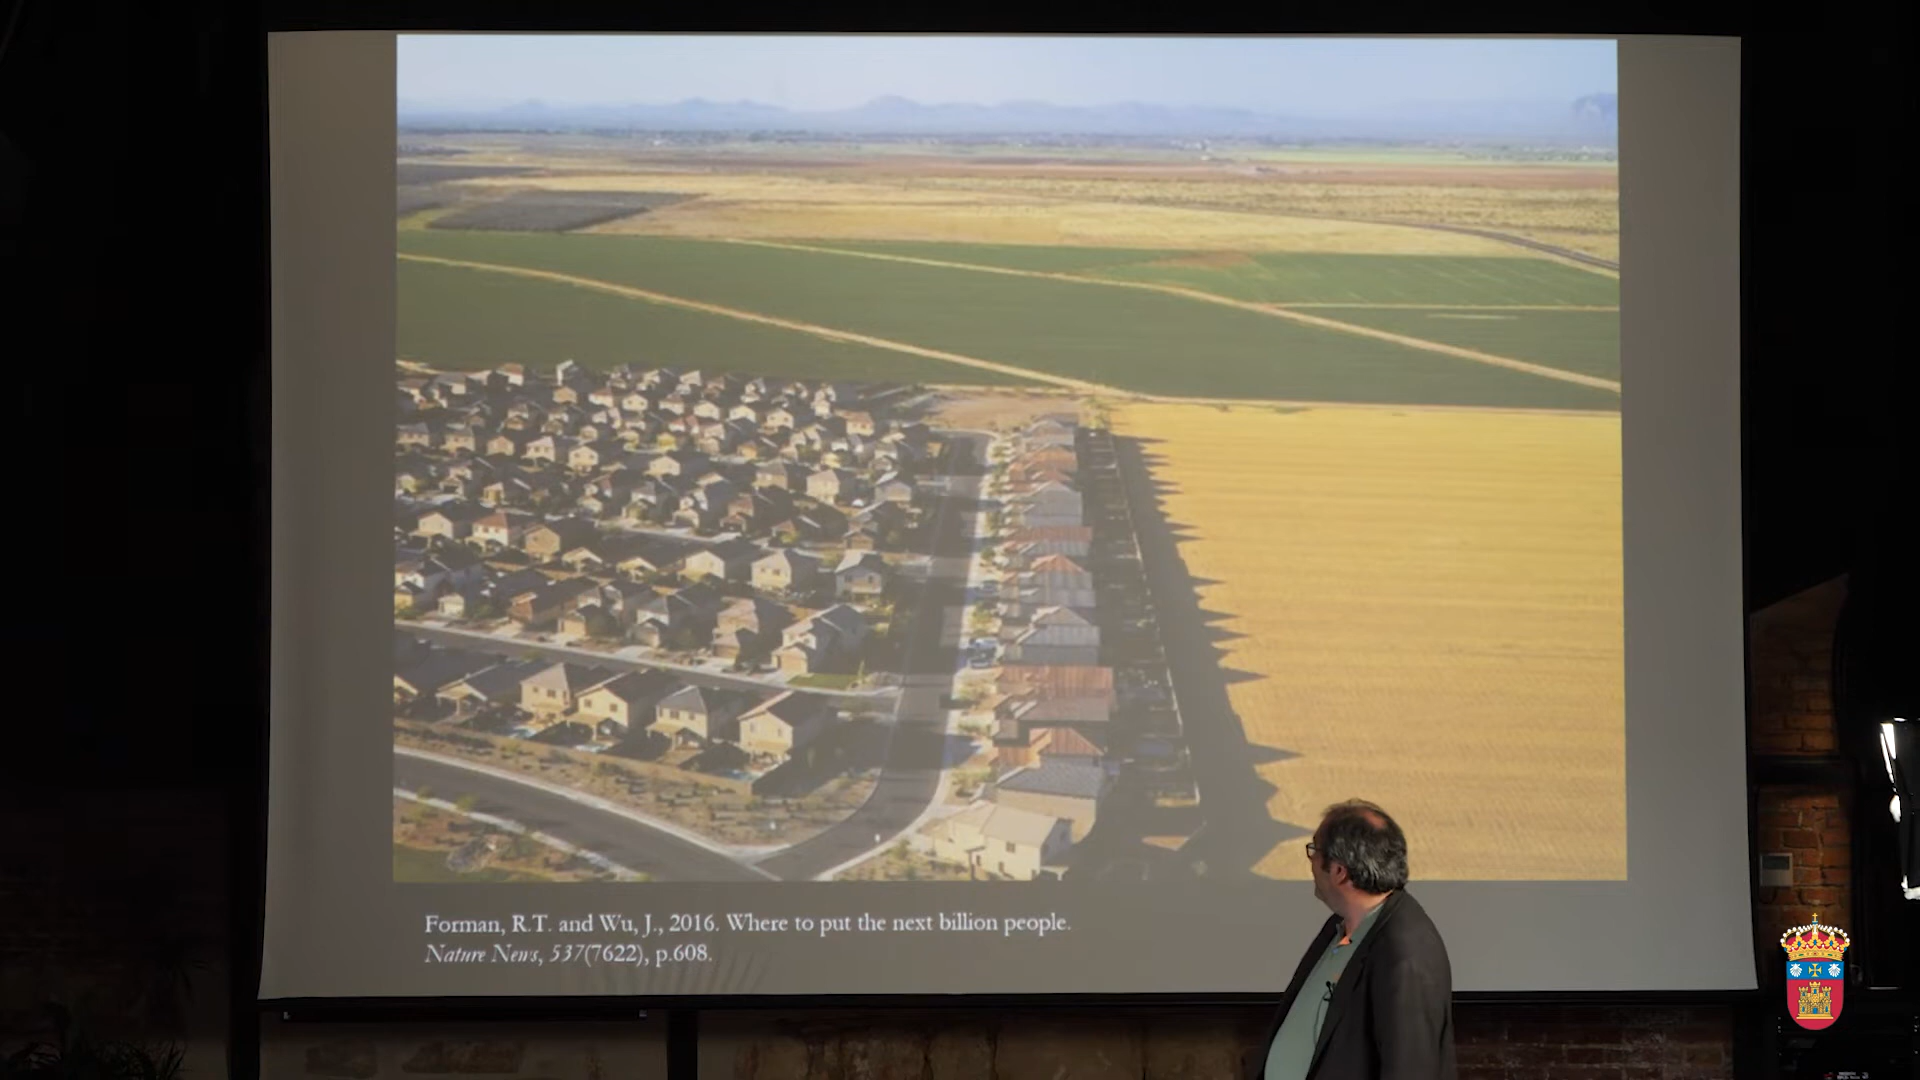 Forman, R.T. and Wu, J., 2016. Where to put the next billion people.
Nature News, 537(7622), p.608.